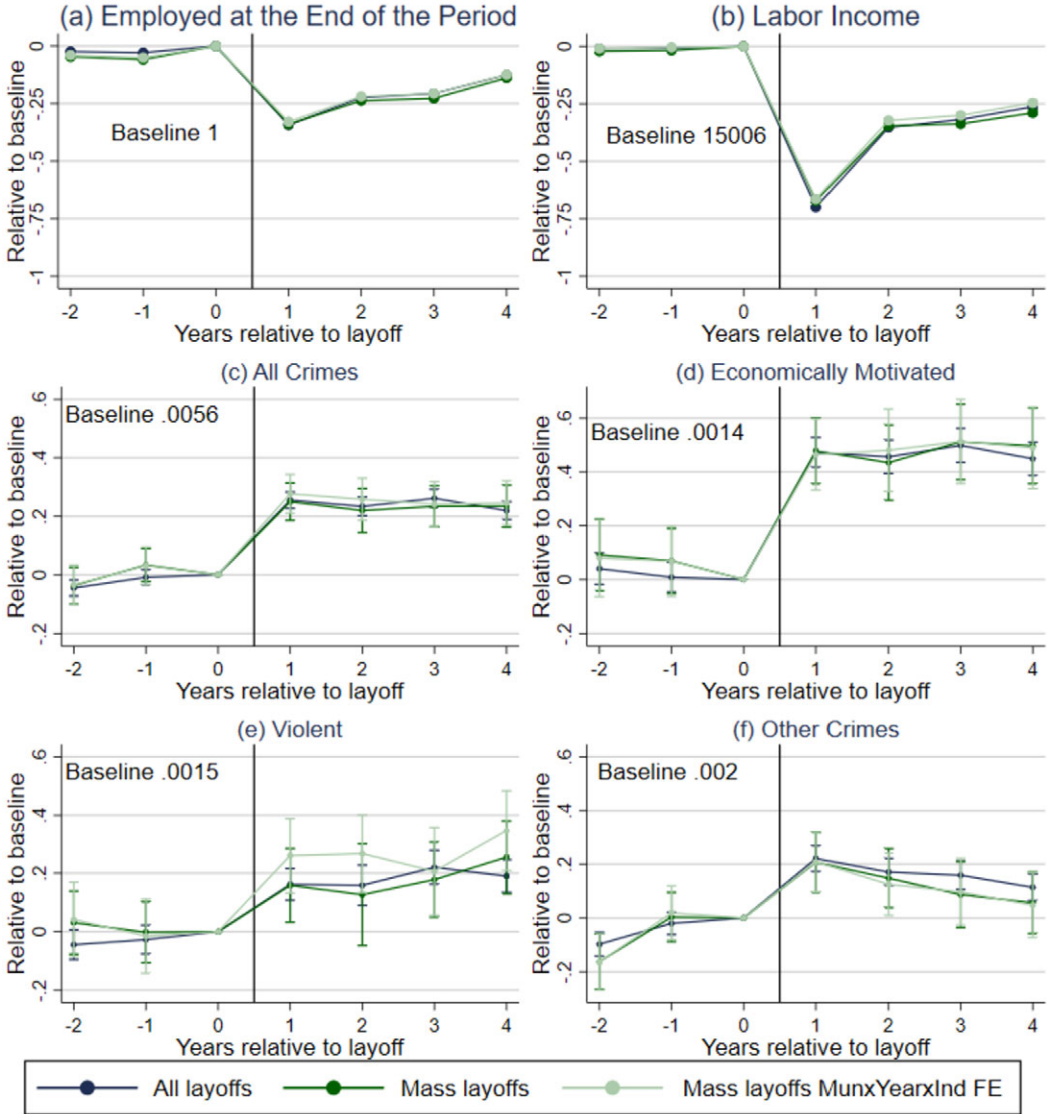 (a) Employed at the End of the Period
Relative to baseline
0
-.25
-.5
-.75
-1
Baseline 1
-2 -1 0 1 2 3 4
Years relative to layoff
(b) Labor Income
Relative to baseline
0
-.25
-.5
-.75
-1
Baseline 15006
-2 -1 0 1 2 3 4
Years relative to layoff
(c) All Crimes
Relative to baseline
.6
.4
.2
0
-.2
Baseline .0056
-2 -1 0 1 2 3 4
Years relative to layoff
(d) Economically Motivated
Relative to baseline
.6
.4
.2
0
-.2
Baseline .0014
-2 -1 0 1 2 3 4
Years relative to layoff
(e) Violent
Relative to baseline
.6
.4
.2
0
-.2
Baseline .0015
-2 -1 0 1 2 3 4
Years relative to layoff
(f) Other Crimes
Relative to baseline
.6
.4
.2
0
-.2
Baseline .002
-2 -1 0 1 2 3 4
Years relative to layoff
All layoffs Mass layoffs Mass layoffs MunxYearxInd FE